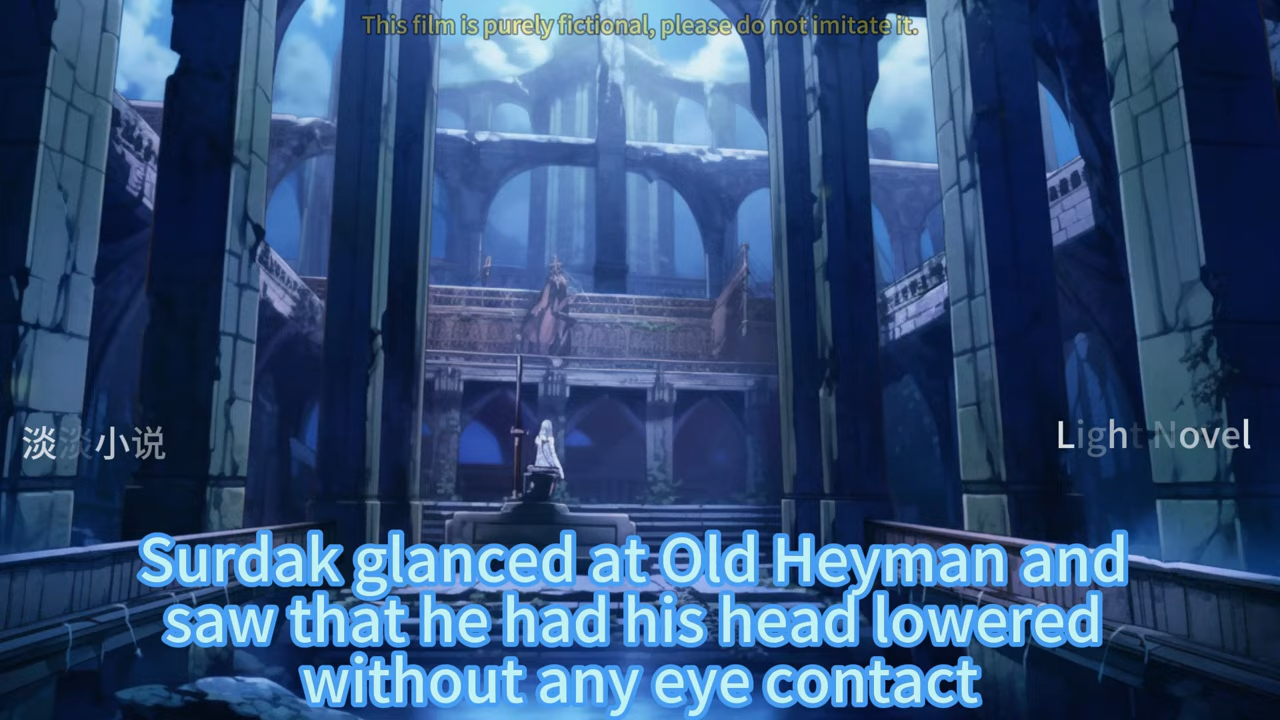 This film is purely fictional, please do not imitate it.
淡淡小说
Light Novel
Surdak glanced at Old Heyman and
saw that he had his head lowered
without any eye contact